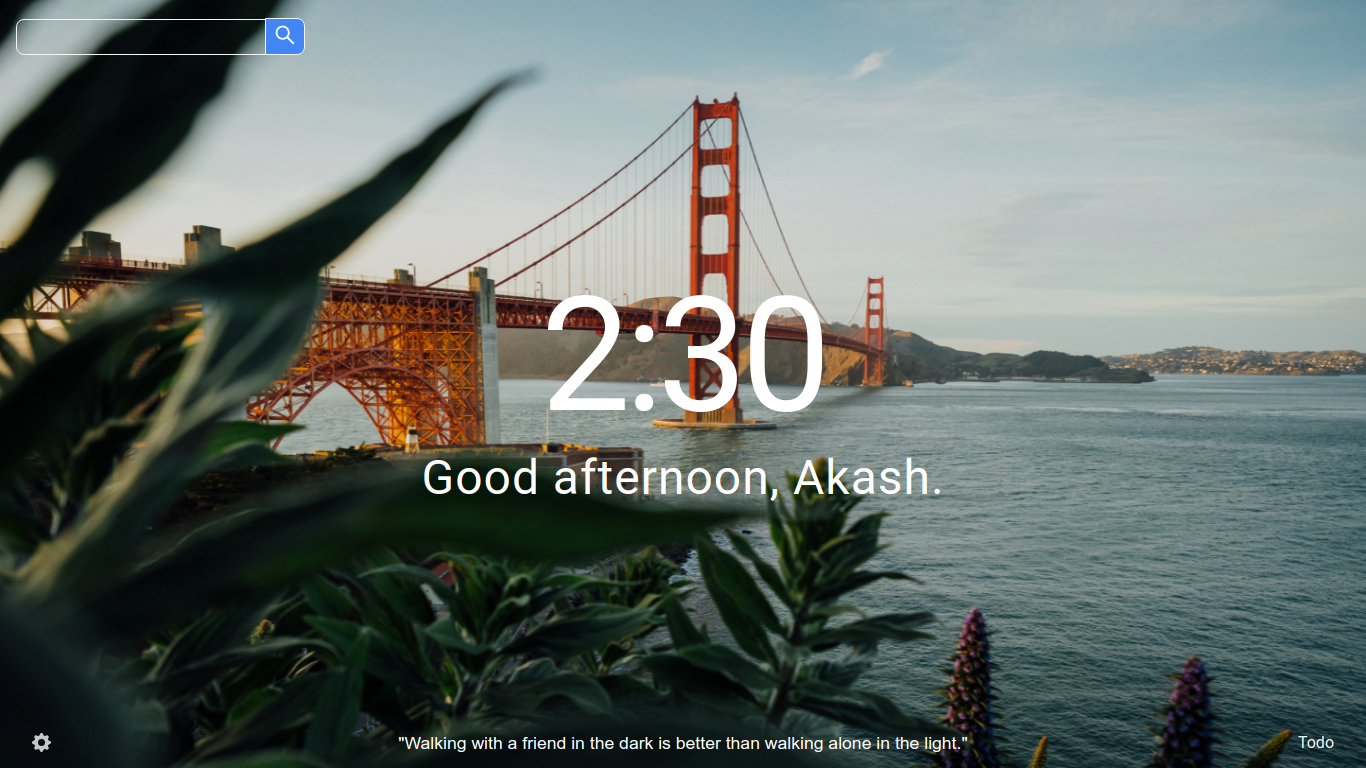 2:30
Good afternoon, Akash.
"Walking with a friend in the dark is better than walking alone in the light."
Todo